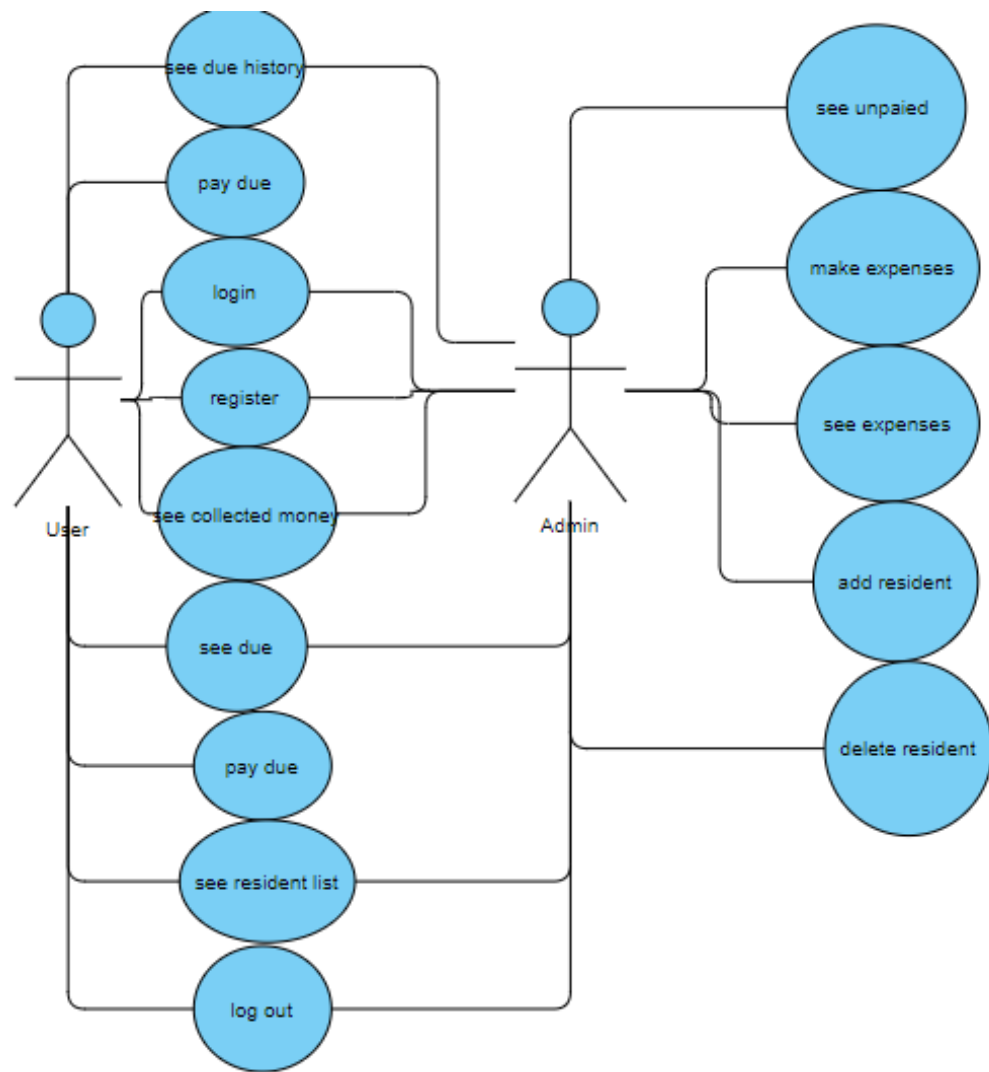 see due history
see unpaied
pay due
make expenses
login
register
see expenses
see collected money
User
Admin
add resident
see due
delete resident
pay due
see resident list
log out